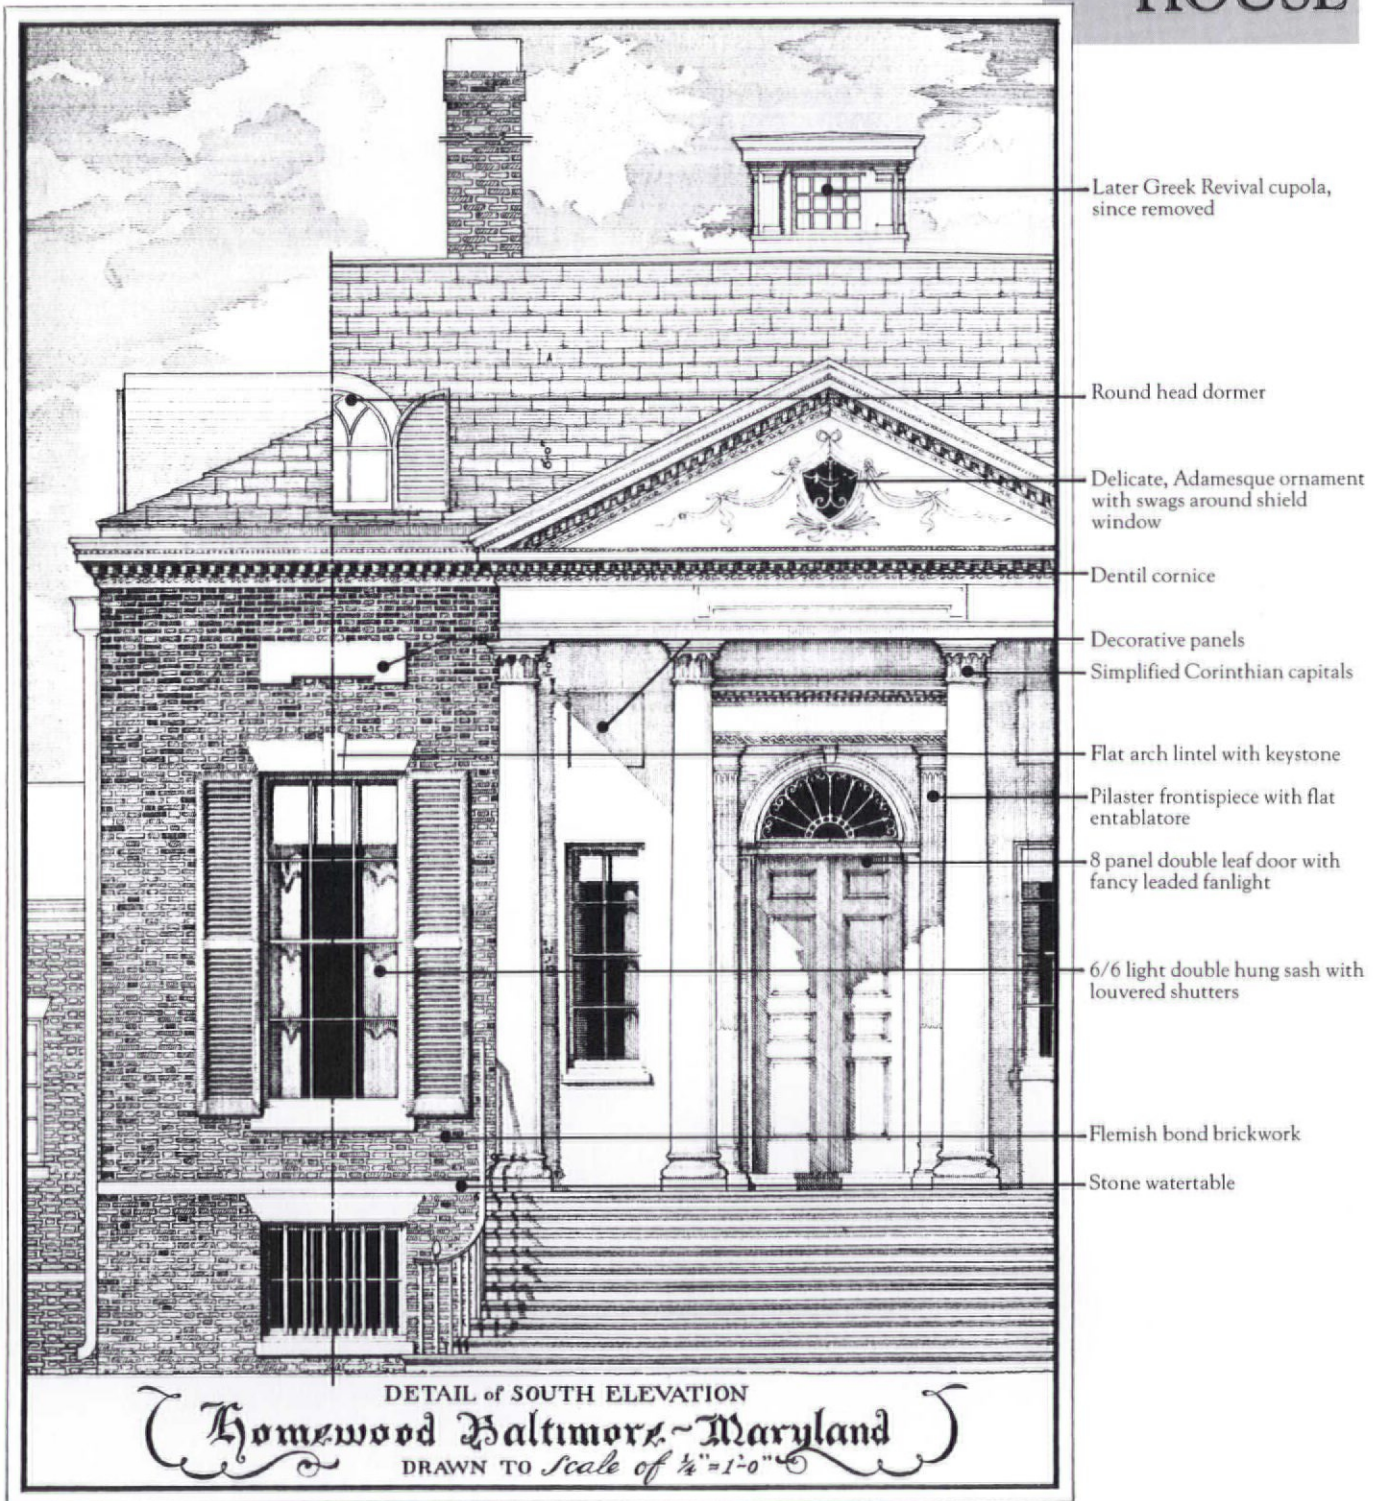 HOUSE
Later Greek Revival cupola,
since removed
Round head dormer
Delicate, Adamesque ornament
with swags around shield
window
Dentil cornice
Decorative panels
Simplified Corinthian capitals
Flat arch lintel with keystone
Pilaster frontispiece with flat
entablatore
8 panel double leaf door with
fancy leaded fanlight
6/6 light double hung sash with
louvered shutters
Flemish bond brickwork
Stone watertable
DETAIL of SOUTH ELEVATION
Homewood Baltimore ~ Maryland
DRAWN TO Scale of 1/4" = 1'-0"